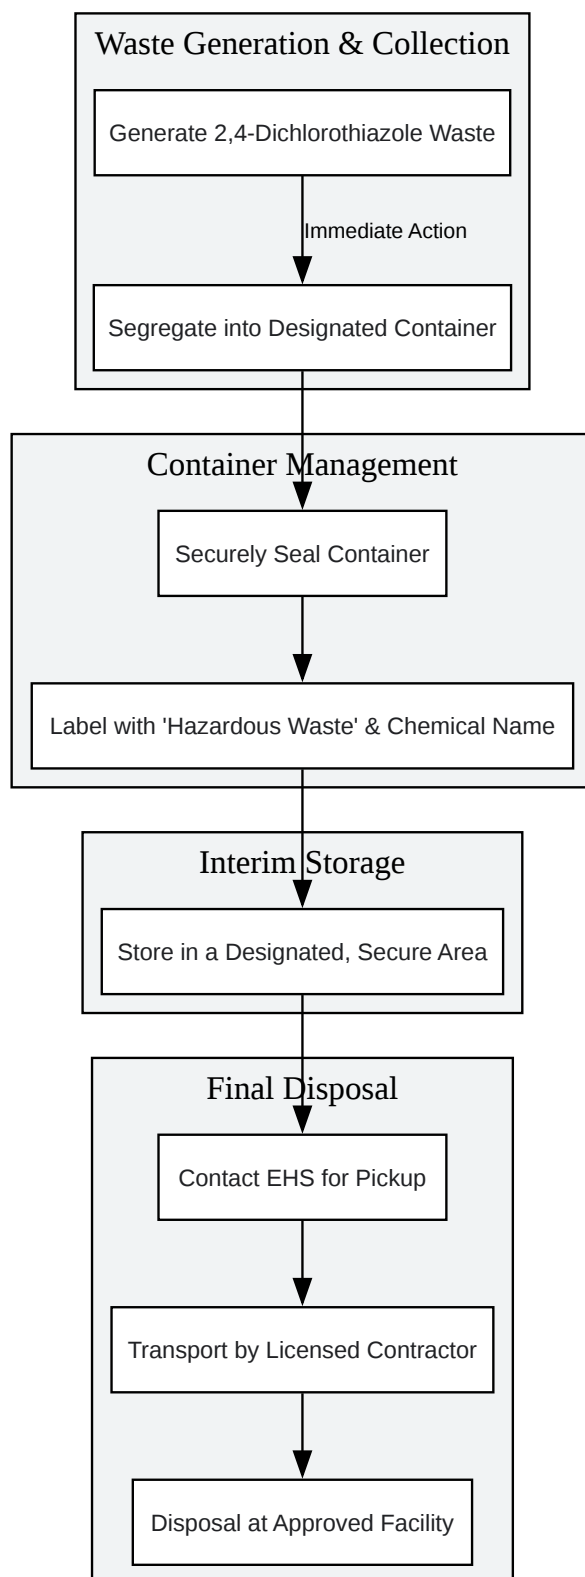 Waste Generation & Collection
Generate 2,4-Dichlorothiazole Waste
Immediate Action
Segregate into Designated Container
Container Management
Securely Seal Container
Label with 'Hazardous Waste' & Chemical Name
Interim Storage
Store in a Designated, Secure Area
Final Disposal
Contact EHS for Pickup
Transport by Licensed Contractor
Disposal at Approved Facility